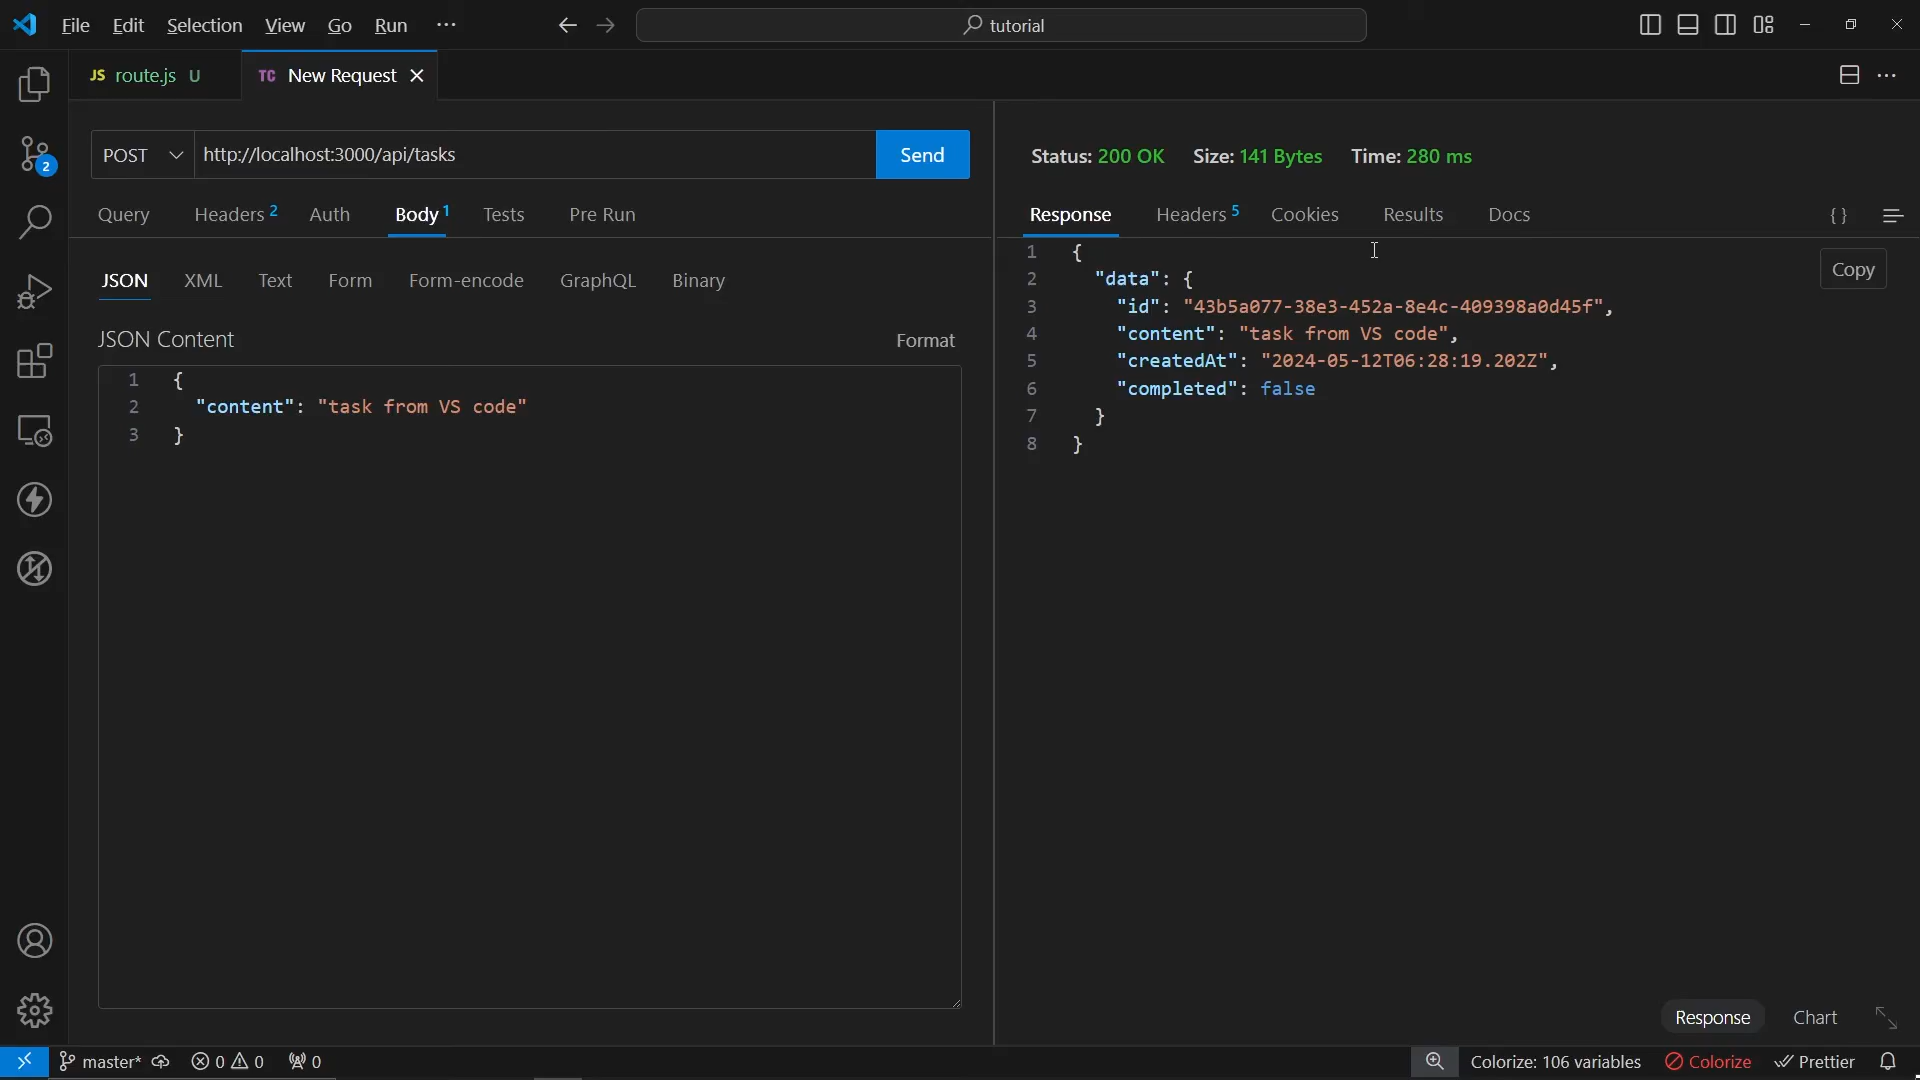 File Edit Selection View Go Run ··· tutorial
JS route.js U TC New Request
POST http://localhost:3000/api/tasks Send
Status: 200 OK Size: 141 Bytes Time: 280 ms
Query Headers 2 Auth Body 1 Tests Pre Run
Response Headers 5 Cookies Results Docs { }
JSON XML Text Form Form-encode GraphQL Binary
JSON Content Format
1 {
2 "content": "task from VS code"
3 }
Copy
1 {
2 "data": {
3 "id": "43b5a077-38e3-452a-8e4c-409398a0d45f",
4 "content": "task from VS code",
5 "createdAt": "2024-05-12T06:28:19.202Z",
6 "completed": false
7 }
8 }
2
Response Chart
master* 0 0 0 Colorize: 106 variables Colorize Prettier